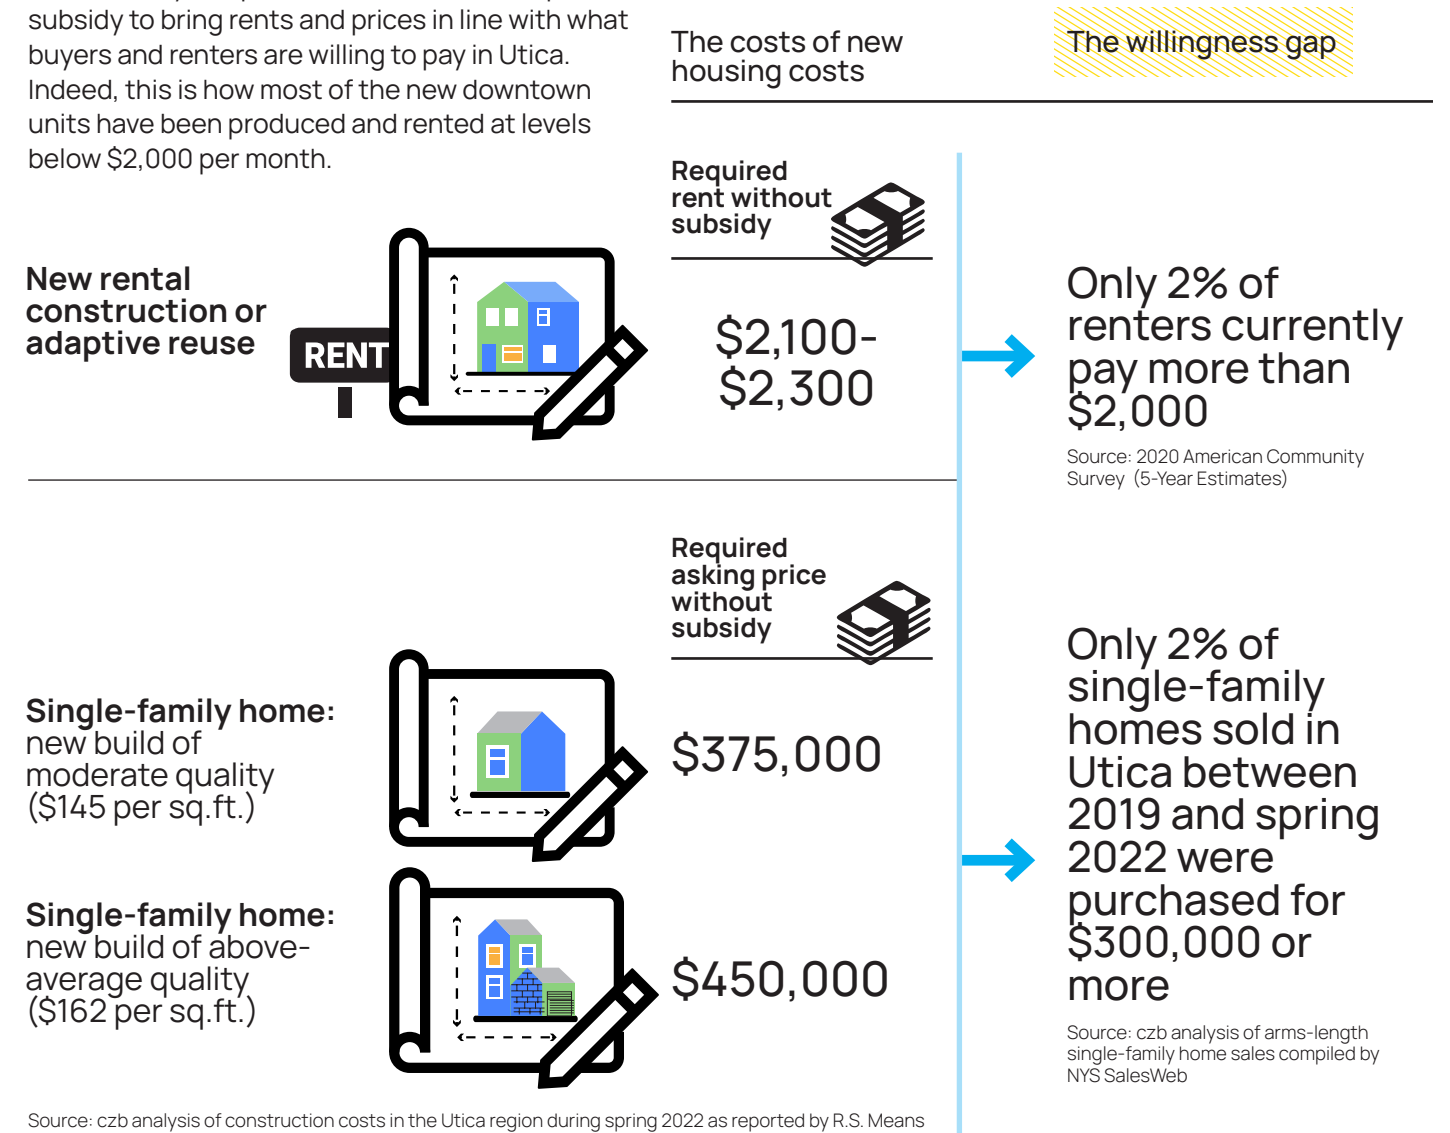 subsidy to bring rents and prices in line with what
buyers and renters are willing to pay in Utica.
Indeed, this is how most of the new downtown
units have been produced and rented at levels
below $2,000 per month.
The costs of new
housing costs
The willingness gap
New rental
construction or
adaptive reuse
RENT
Required
rent without
subsidy
$2,100-
$2,300
Only 2% of
renters currently
pay more than
$2,000
Source: 2020 American Community
Survey (5-Year Estimates)
Required
asking price
without
subsidy
Single-family home:
new build of
moderate quality
($145 per sq.ft.)
$375,000
Single-family home:
new build of above-
average quality
($162 per sq.ft.)
$450,000
Only 2% of
single-family
homes sold in
Utica between
2019 and spring
2022 were
purchased for
$300,000 or
more
Source: czb analysis of arms-length
single-family home sales compiled by
NYS SalesWeb
Source: czb analysis of construction costs in the Utica region during spring 2022 as reported by R.S. Means